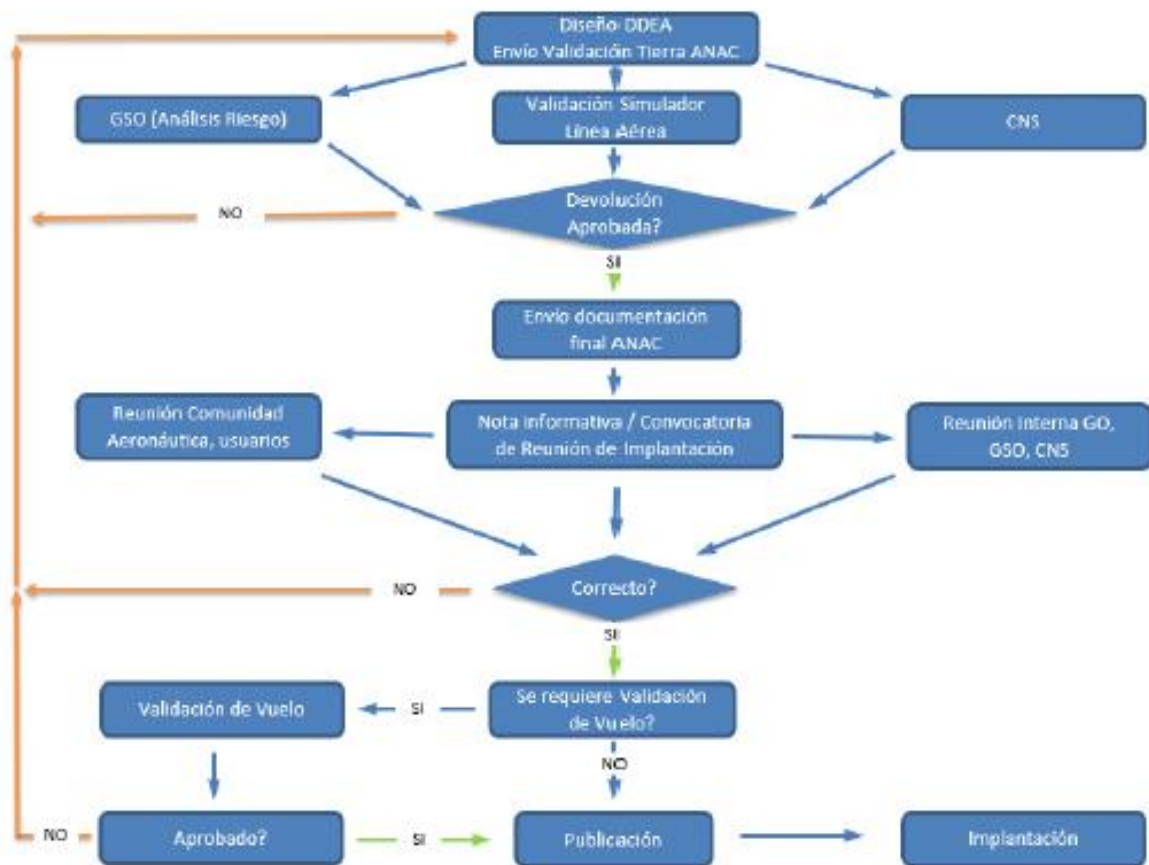 Diseño DDEA
Envío Validación Tierra ANAC
GSO (Análisis Riesgo)
Validación Simulador
Línea Aérea
CNS
NO
Devolución
Aprobada?
SI
Envío documentación
final ANAC
Reunión Comunidad
Aeronáutica, usuarios
Nota Informativa / Convocatoria
de Reunión de Implantación
Reunión Interna GO,
GSO, CNS
NO
Correcto?
SI
Validación de Vuelo
SI
Se requiere Validación
de Vuelo?
NO
NO
Aprobado?
SI
Publicación
Implantación